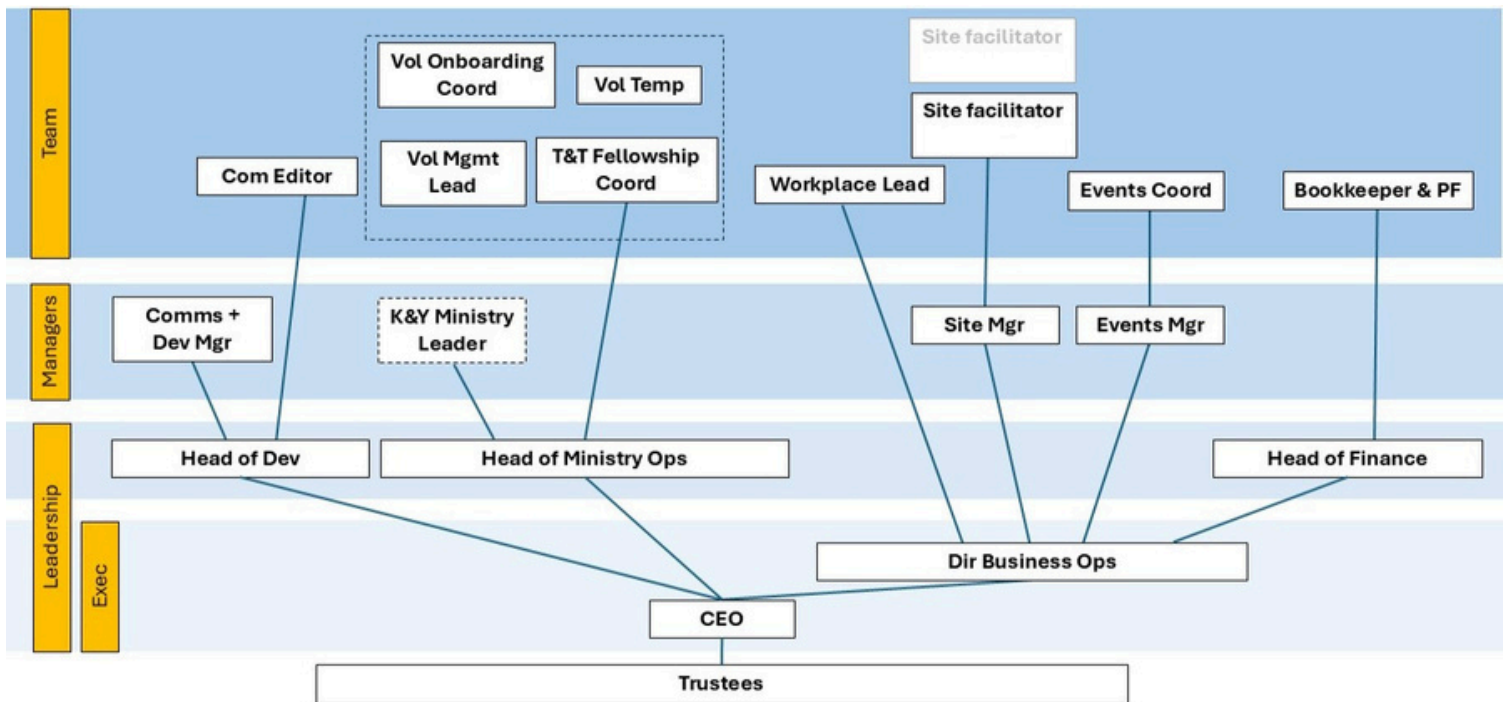 Team
Site facilitator
Vol Onboarding
Coord
Vol Temp
Site facilitator
Vol Mgmt
Lead
T&T Fellowship
Coord
Com Editor
Workplace Lead
Events Coord
Bookkeeper & PF
Managers
Comms +
Dev Mgr
K&Y Ministry
Leader
Site Mgr
Events Mgr
Leadership
Head of Dev
Head of Ministry Ops
Head of Finance
Exec
Dir Business Ops
CEO
Trustees